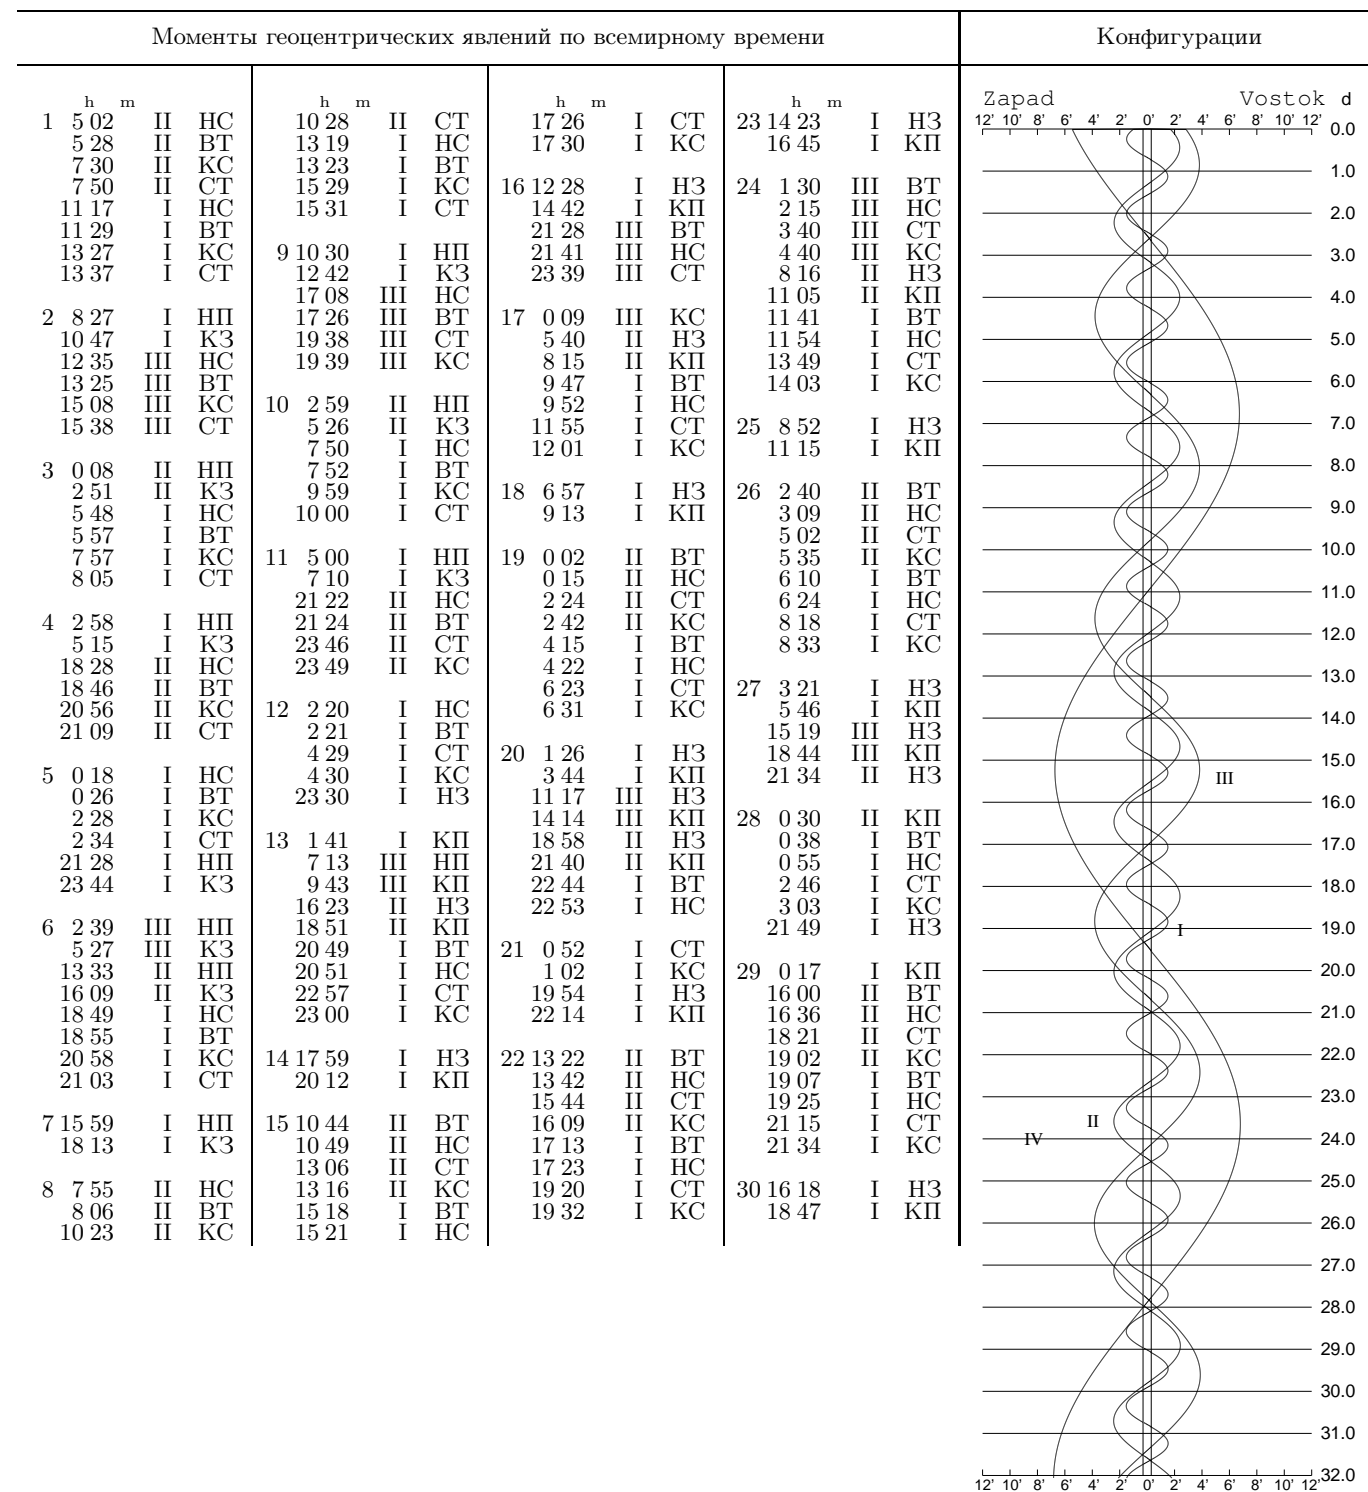 Моменты геоцентрических явлений по всемирному времени
Конфигурации
h m
1 5 02 II НС
5 28 II ВТ
7 30 II КС
7 50 II СТ
11 17 I НС
11 29 I ВТ
13 27 I КС
13 37 I СТ
2 8 27 I НП
10 47 I КЗ
12 35 III НС
13 25 III ВТ
15 08 III КС
15 38 III СТ
3 0 08 II НП
2 51 II КЗ
5 48 I НС
5 57 I ВТ
7 57 I КС
8 05 I СТ
4 2 58 I НП
5 15 I КЗ
18 28 II НС
18 46 II ВТ
20 56 II КС
21 09 II СТ
5 0 18 I НС
0 26 I ВТ
2 28 I КС
2 34 I СТ
21 28 I НП
23 44 I КЗ
6 2 39 III НП
5 27 III КЗ
13 33 II НП
16 09 II КЗ
18 49 I НС
18 55 I ВТ
20 58 I КС
21 03 I СТ
7 15 59 I НП
18 13 I КЗ
8 7 55 II НС
8 06 II ВТ
10 23 II КС
h m
10 28 II СТ
13 19 I НС
13 23 I ВТ
15 29 I КС
15 31 I СТ
9 10 30 I НП
12 42 I КЗ
17 08 III НС
17 26 III ВТ
19 38 III СТ
19 39 III КС
10 2 59 II НП
5 26 II КЗ
7 50 I НС
7 52 I ВТ
9 59 I КС
10 00 I СТ
11 5 00 I НП
7 10 I КЗ
21 22 II НС
21 24 II ВТ
23 46 II СТ
23 49 II КС
12 2 20 I НС
2 21 I ВТ
4 29 I СТ
4 30 I КС
23 30 I НЗ
13 1 41 I КП
7 13 III НП
9 43 III КП
16 23 II НЗ
18 51 II КП
20 49 I ВТ
20 51 I НС
22 57 I СТ
23 00 I КС
14 17 59 I НЗ
20 12 I КП
15 10 44 II ВТ
10 49 II НС
13 06 II СТ
13 16 II КС
15 18 I ВТ
15 21 I НС
h m
17 26 I СТ
17 30 I КС
16 12 28 I НЗ
14 42 I КП
21 28 III ВТ
21 41 III НС
23 39 III СТ
17 0 09 III КС
5 40 II НЗ
8 15 II КП
9 47 I ВТ
9 52 I НС
11 55 I СТ
12 01 I КС
18 6 57 I НЗ
9 13 I КП
19 0 02 II ВТ
0 15 II НС
2 24 II СТ
2 42 II КС
4 15 I ВТ
4 22 I НС
6 23 I СТ
6 31 I КС
20 1 26 I НЗ
3 44 I КП
11 17 III НЗ
14 14 III КП
18 58 II НЗ
21 40 II КП
22 44 I ВТ
22 53 I НС
21 0 52 I СТ
1 02 I КС
19 54 I НЗ
22 14 I КП
22 13 22 II ВТ
13 42 II НС
15 44 II СТ
16 09 II КС
17 13 I ВТ
17 23 I НС
19 20 I СТ
19 32 I КС
h m
23 14 23 I НЗ
16 45 I КП
24 1 30 III ВТ
2 15 III НС
3 40 III СТ
4 40 III КС
8 16 II НЗ
11 05 II КП
11 41 I ВТ
11 54 I НС
13 49 I СТ
14 03 I КС
25 8 52 I НЗ
11 15 I КП
26 2 40 II ВТ
3 09 II НС
5 02 II СТ
5 35 II КС
6 10 I ВТ
6 24 I НС
8 18 I СТ
8 33 I КС
27 3 21 I НЗ
5 46 I КП
15 19 III НЗ
18 44 III КП
21 34 II НЗ
28 0 30 II КП
0 38 I ВТ
0 55 I НС
2 46 I СТ
3 03 I КС
21 49 I НЗ
29 0 17 I КП
16 00 II ВТ
16 36 II НС
18 21 II СТ
19 02 II КС
19 07 I ВТ
19 25 I НС
21 15 I СТ
21 34 I КС
30 16 18 I НЗ
18 47 I КП
Zapad Vostok d
12' 10' 8' 6' 4' 2' 0' 2' 4' 6' 8' 10' 12'
0.0
1.0
2.0
3.0
4.0
5.0
6.0
7.0
8.0
9.0
10.0
11.0
12.0
13.0
14.0
15.0
III
16.0
17.0
18.0
19.0
I
20.0
21.0
22.0
23.0
II
24.0
IV
25.0
26.0
27.0
28.0
29.0
30.0
31.0
32.0
12' 10' 8' 6' 4' 2' 0' 2' 4' 6' 8' 10' 12'